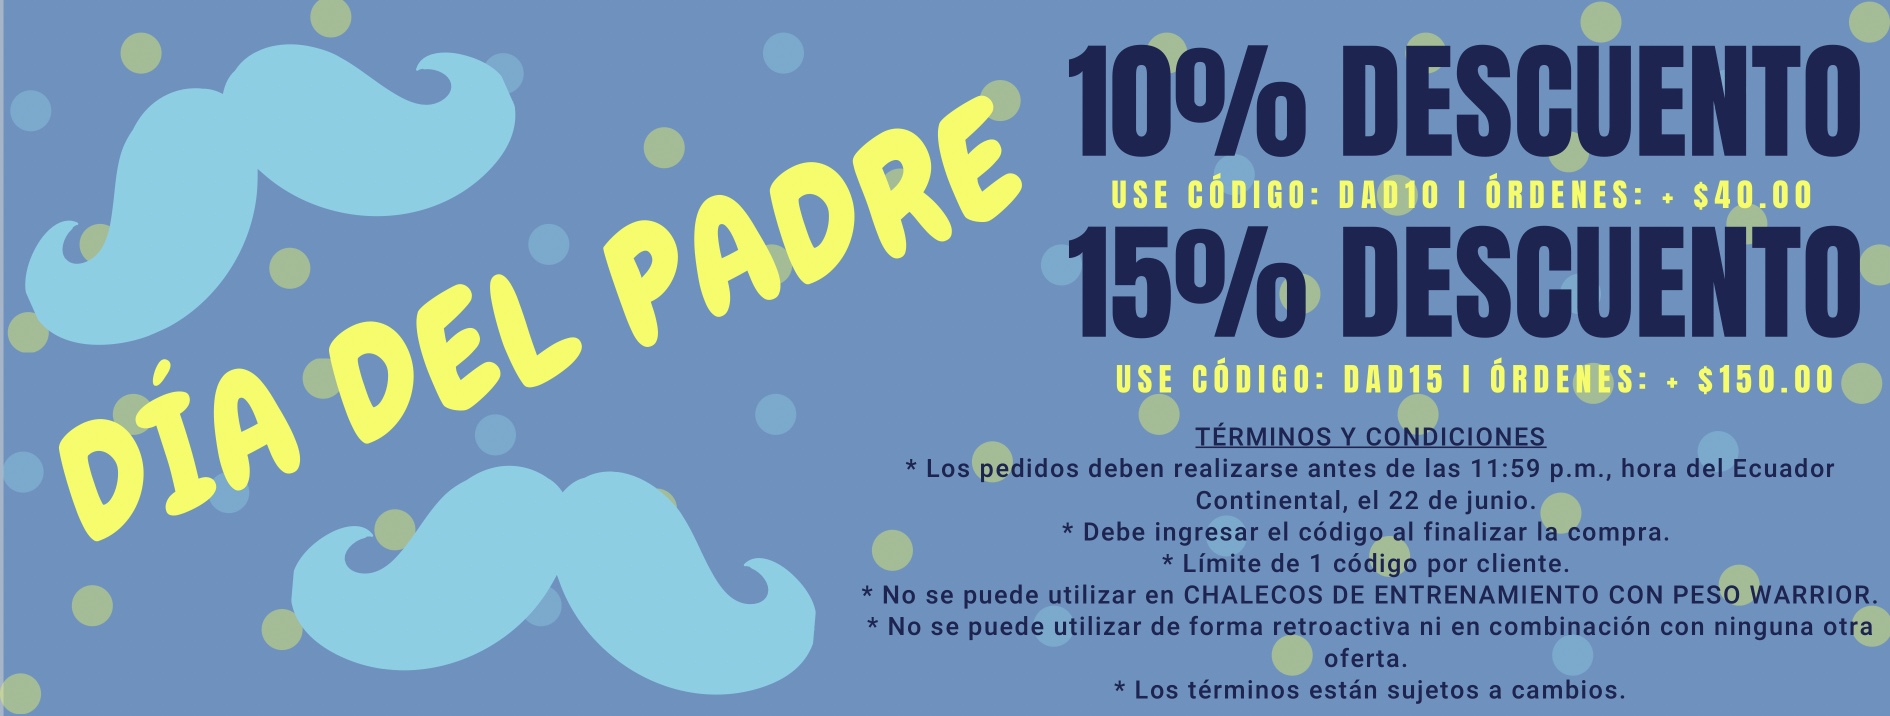 DÍA DEL PADRE
10% DESCUENTO
USE CÓDIGO: DAD10 | ÓRDENES: + $40.00
15% DESCUENTO
USE CÓDIGO: DAD15 | ÓRDENES: + $150.00
TÉRMINOS Y CONDICIONES
* Los pedidos deben realizarse antes de las 11:59 p.m., hora del Ecuador
Continental, el 22 de junio.
* Debe ingresar el código al finalizar la compra.
* Límite de 1 código por cliente.
* No se puede utilizar en CHALECOS DE ENTRENAMIENTO CON PESO WARRIOR.
* No se puede utilizar de forma retroactiva ni en combinación con ninguna otra
oferta.
* Los términos están sujetos a cambios.